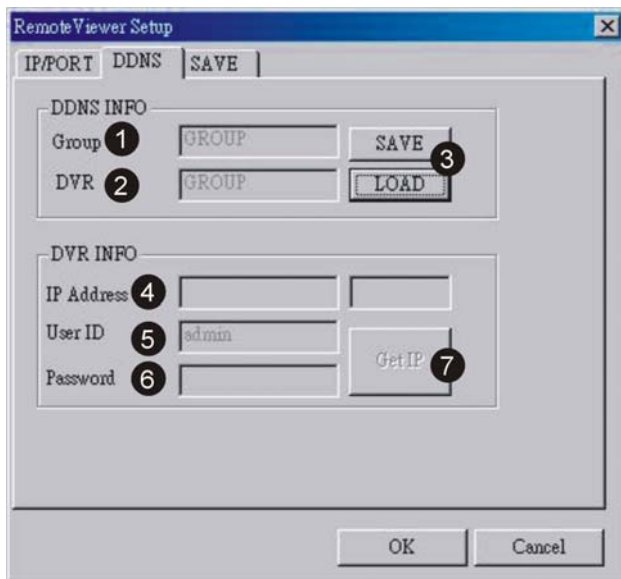 RemoteViewer Setup
IP/PORT DDNS SAVE
DDNS INFO
Group 1 GROUP SAVE
3
DVR 2 GROUP LOAD
DVR INFO
IP Address 4
User ID 5 admin
Get IP 7
Password 6
OK Cancel